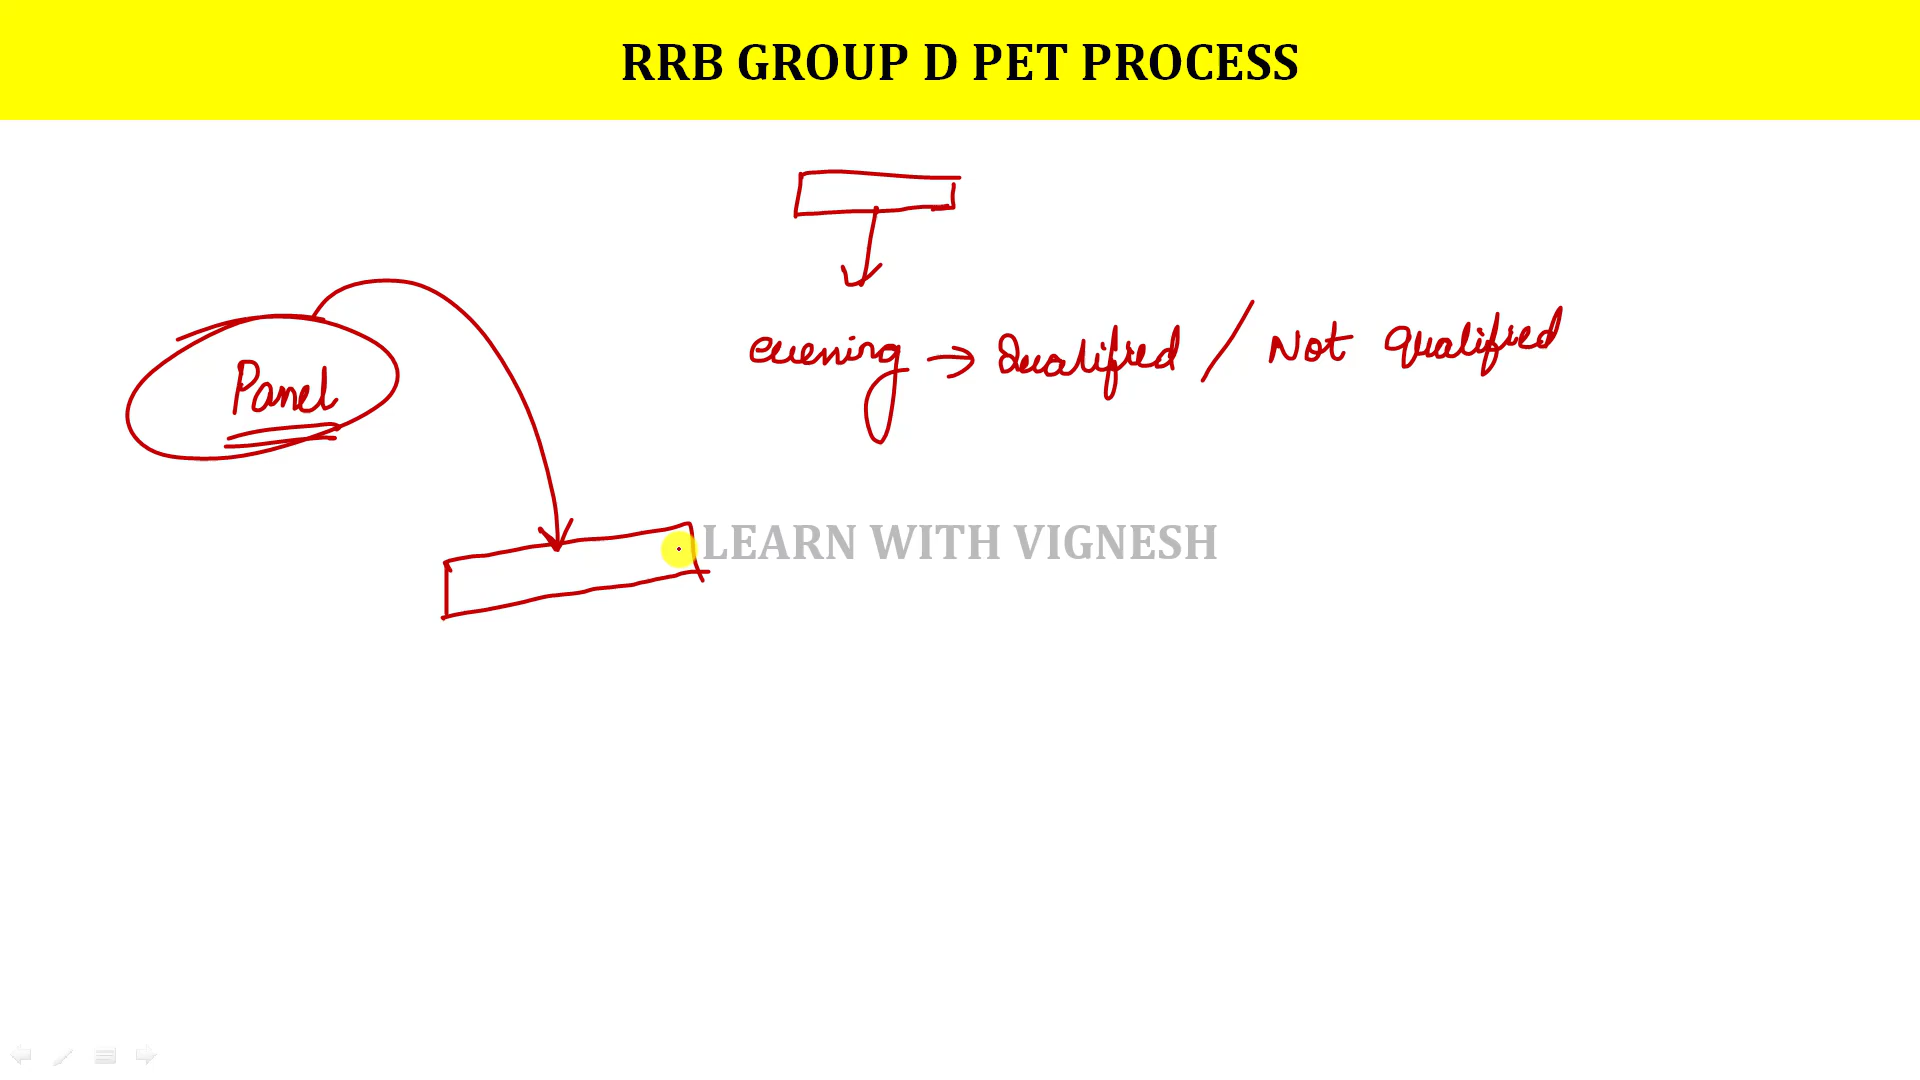 RRB GROUP D PET PROCESS
evening → Qualified / Not qualified
Panel
LEARN WITH VIGNESH